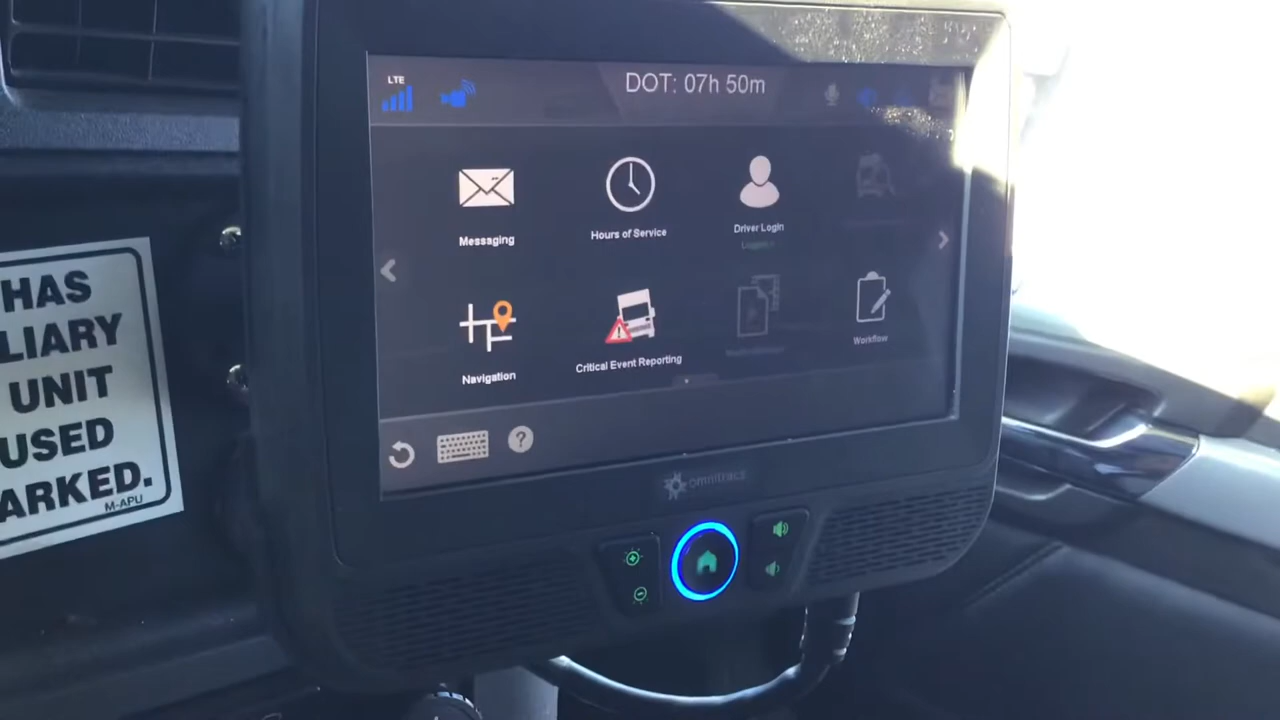 LTE
DOT: 07h 50m
Messaging
Hours of Service
Driver Login
Navigation
Critical Event Reporting
Workflow
?
omnitracs
HAS
LIARY
UNIT
USED
ARKED.
M-APU